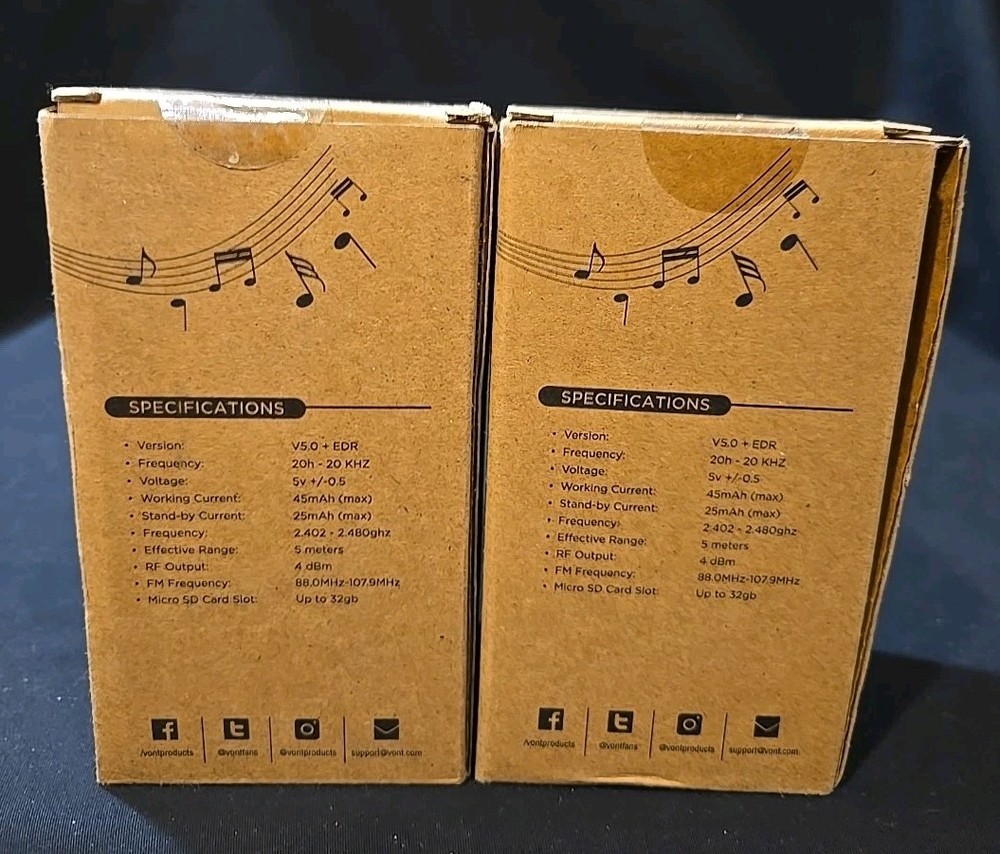 SPECIFICATIONS
• Version: V5.0 + EDR
• Frequency: 20h - 20 KHZ
• Voltage: 5v +/-0.5
• Working Current: 45mAh (max)
• Stand-by Current: 25mAh (max)
• Frequency: 2.402 - 2.480ghz
• Effective Range: 5 meters
• RF Output: 4 dBm
• FM Frequency: 88.0MHz-107.9MHz
• Micro SD Card Slot: Up to 32gb
/vontproducts @vontfans @vontproducts support@vont.com
SPECIFICATIONS
• Version: V5.0 + EDR
• Frequency: 20h - 20 KHZ
• Voltage: 5v +/-0.5
• Working Current: 45mAh (max)
• Stand-by Current: 25mAh (max)
• Frequency: 2.402 - 2.480ghz
• Effective Range: 5 meters
• RF Output: 4 dBm
• FM Frequency: 88.0MHz-107.9MHz
• Micro SD Card Slot: Up to 32gb
/vontproducts @vontfans @vontproducts support@vont.com